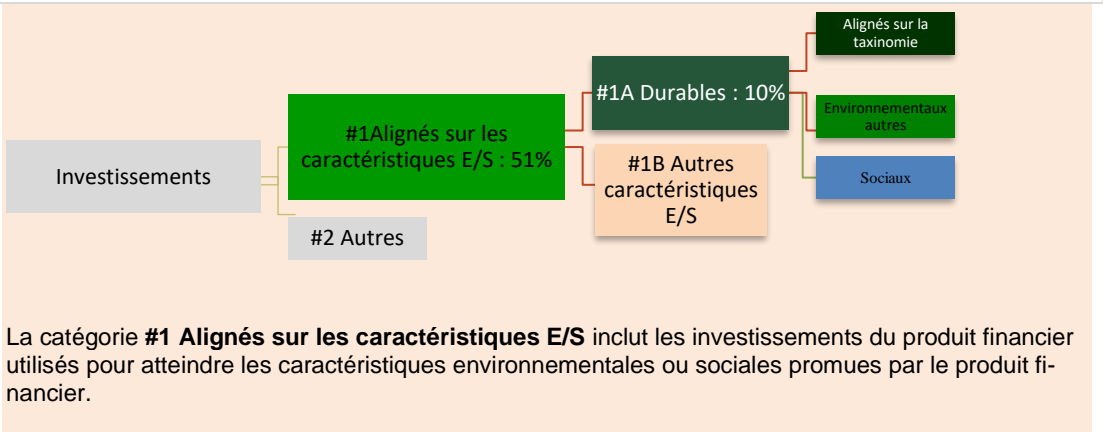 Investissements
#1Alignés sur les
caractéristiques E/S : 51%
#2 Autres
#1A Durables : 10%
#1B Autres
caractéristiques
E/S
Alignés sur la
taxinomie
Environnementaux
autres
Sociaux
La catégorie #1 Alignés sur les caractéristiques E/S inclut les investissements du produit financier
utilisés pour atteindre les caractéristiques environnementales ou sociales promues par le produit fi-
nancier.